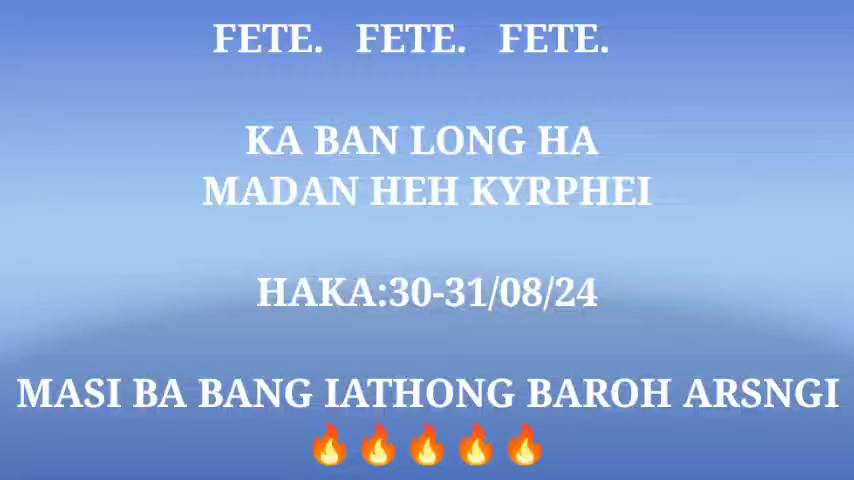 FETE. FETE. FETE.
KA BAN LONG HA
MADAN HEH KYRPHEI
HAKA:30-31/08/24
MASI BA BANG IATHONG BAROH ARSNGI
🔥🔥🔥🔥🔥